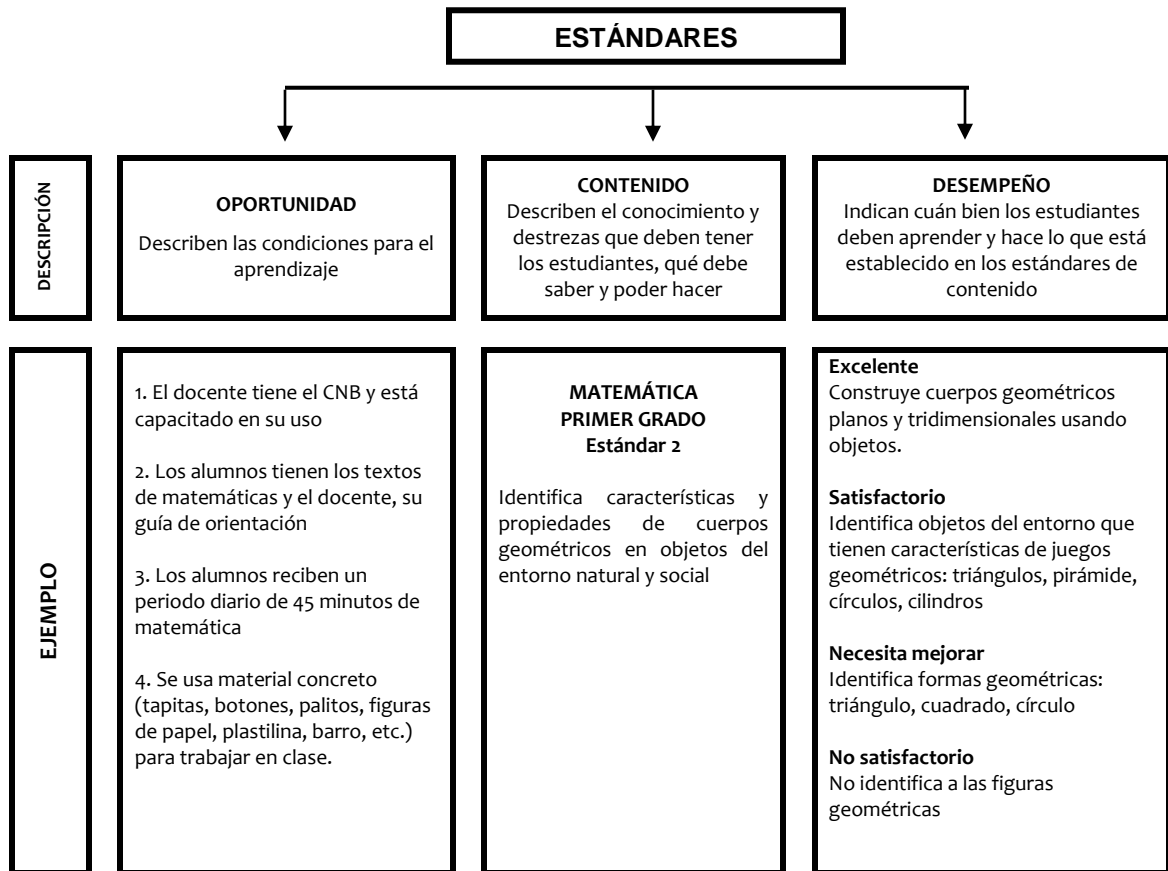 ESTÁNDARES
DESCRIPCIÓN
OPORTUNIDAD
Describen las condiciones para el
aprendizaje
CONTENIDO
Describen el conocimiento y
destrezas que deben tener
los estudiantes, qué debe
saber y poder hacer
DESEMPEÑO
Indican cuán bien los estudiantes
deben aprender y hace lo que está
establecido en los estándares de
contenido
EJEMPLO
1. El docente tiene el CNB y está
capacitado en su uso
2. Los alumnos tienen los textos
de matemáticas y el docente, su
guía de orientación
3. Los alumnos reciben un
periodo diario de 45 minutos de
matemática
4. Se usa material concreto
(tapitas, botones, palitos, figuras
de papel, plastilina, barro, etc.)
para trabajar en clase.
MATEMÁTICA
PRIMER GRADO
Estándar 2
Identifica característicias y
propiedades de cuerpos
geométricos en objetos del
entorno natural y social
Excelente
Construye cuerpos geométricos
planos y tridimensionales usando
objetos.
Satisfactorio
Identifica objetos del entorno que
tienen características de juegos
geométricos: triángulos, pirámide,
círculos, cilindros
Necesita mejorar
Identifica formas geométricas:
triángulo, cuadrado, círculo
No satisfactorio
No identifica a las figuras
geométricas